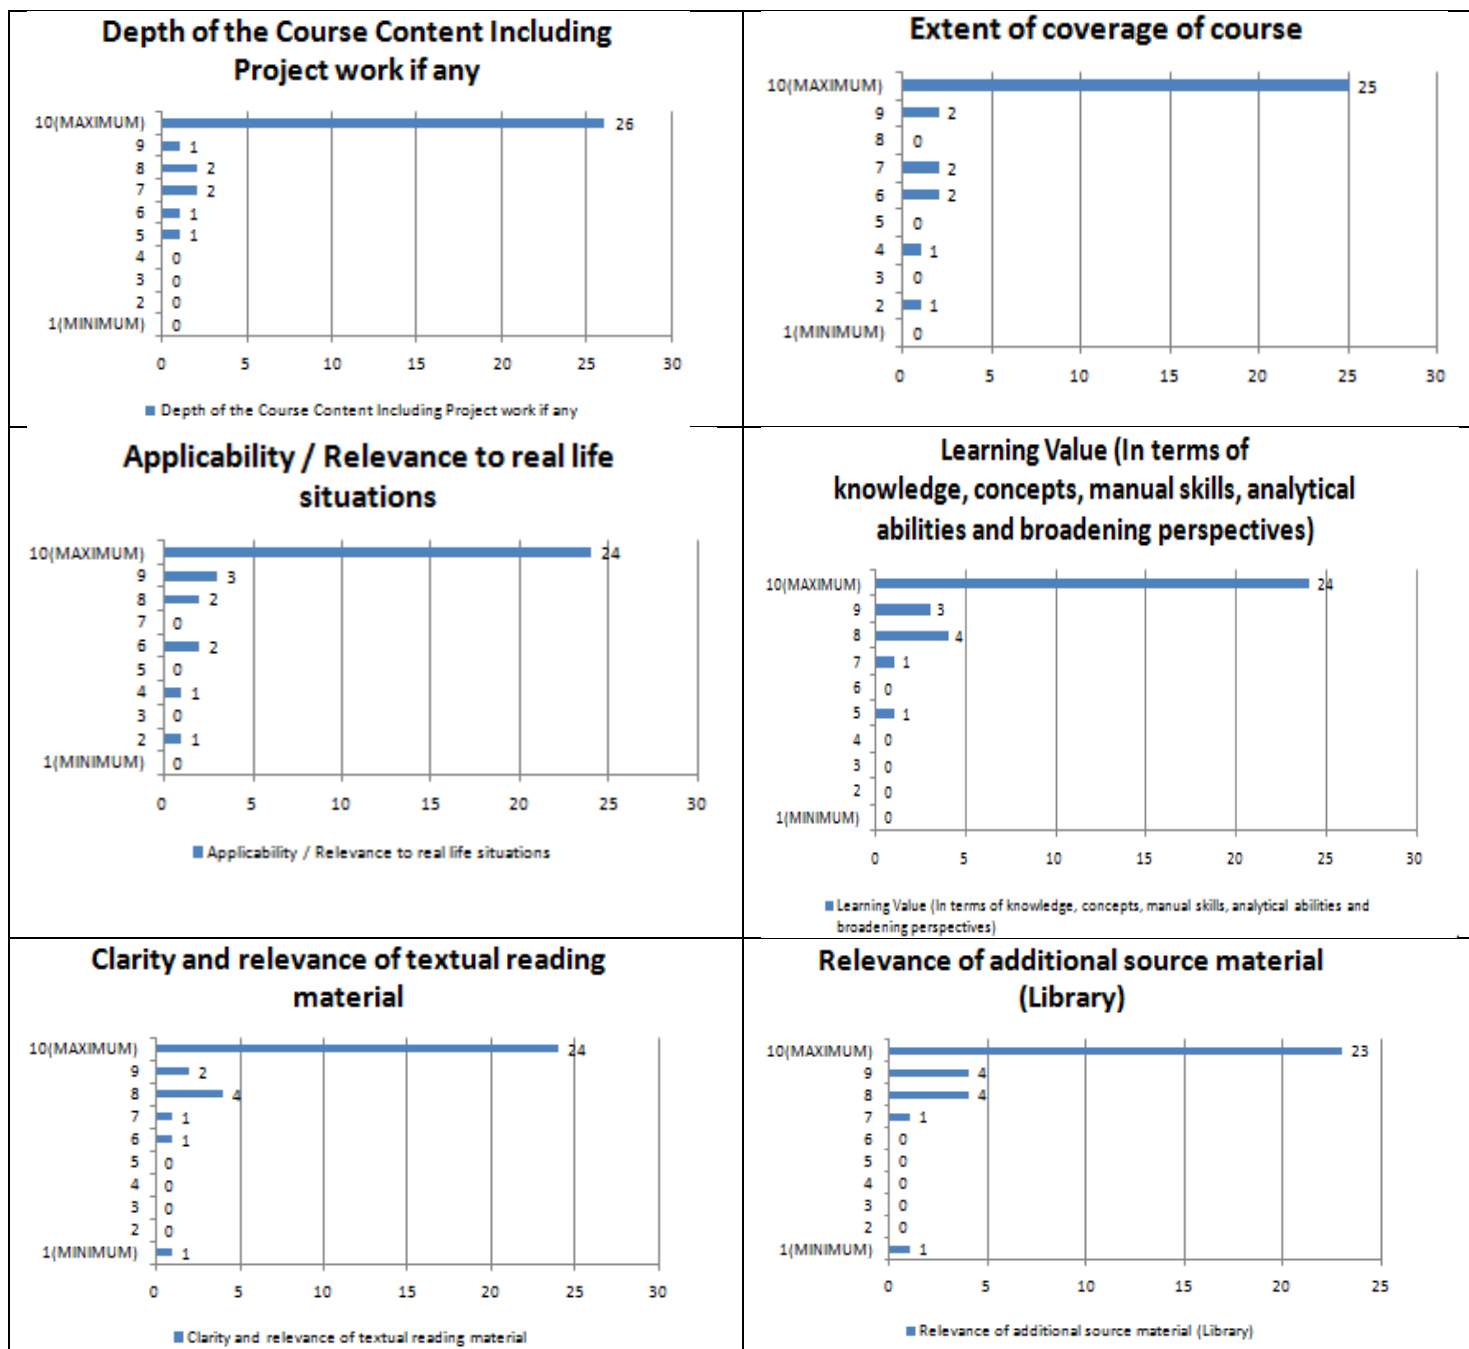 Depth of the Course Content Including
Project work if any
10(MAXIMUM) 26
9 1
8 2
7 2
6 1
5 1
4 0
3 0
2 0
1(MINIMUM) 0
0 5 10 15 20 25 30
Depth of the Course Content Including Project work if any
Extent of coverage of course
10(MAXIMUM) 25
9 2
8 0
7 2
6 2
5 0
4 1
3 0
2 1
1(MINIMUM) 0
0 5 10 15 20 25 30
Applicability / Relevance to real life
situations
10(MAXIMUM) 24
9 3
8 2
7 0
6 2
5 0
4 1
3 0
2 1
1(MINIMUM) 0
0 5 10 15 20 25 30
Applicability / Relevance to real life situations
Learning Value (In terms of
knowledge, concepts, manual skills, analytical
abilities and broadening perspectives)
10(MAXIMUM) 24
9 3
8 4
7 1
6 0
5 1
4 0
3 0
2 0
1(MINIMUM) 0
0 5 10 15 20 25 30
Learning Value (In terms of knowledge, concepts, manual skills, analytical abilities and
broadening perspectives)
Clarity and relevance of textual reading
material
10(MAXIMUM) 24
9 2
8 4
7 1
6 1
5 0
4 0
3 0
2 0
1(MINIMUM) 1
0 5 10 15 20 25 30
Clarity and relevance of textual reading material
Relevance of additional source material
(Library)
10(MAXIMUM) 23
9 4
8 4
7 1
6 0
5 0
4 0
3 0
2 0
1(MINIMUM) 1
0 5 10 15 20 25
Relevance of additional source material (Library)